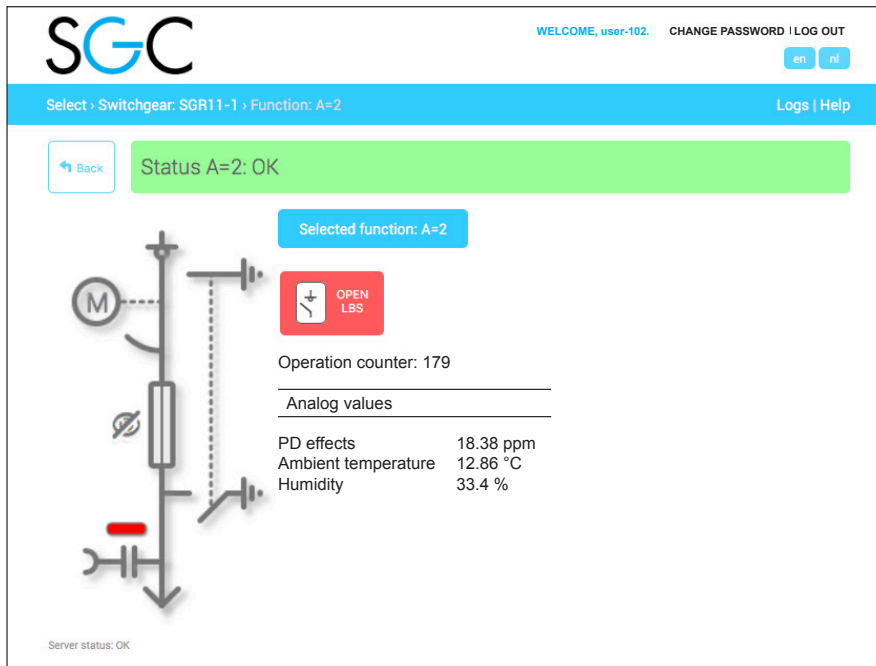 SGC
WELCOME, user-102. CHANGE PASSWORD | LOG OUT
en nl
Select › Switchgear: SGR11-1 › Function: A=2 Logs | Help
Back Status A=2: OK
Selected function: A=2
OPEN
LBS
M
Operation counter: 179
Analog values
PD effects 18.38 ppm
Ambient temperature 12.86 °C
Humidity 33.4 %
Server status: OK